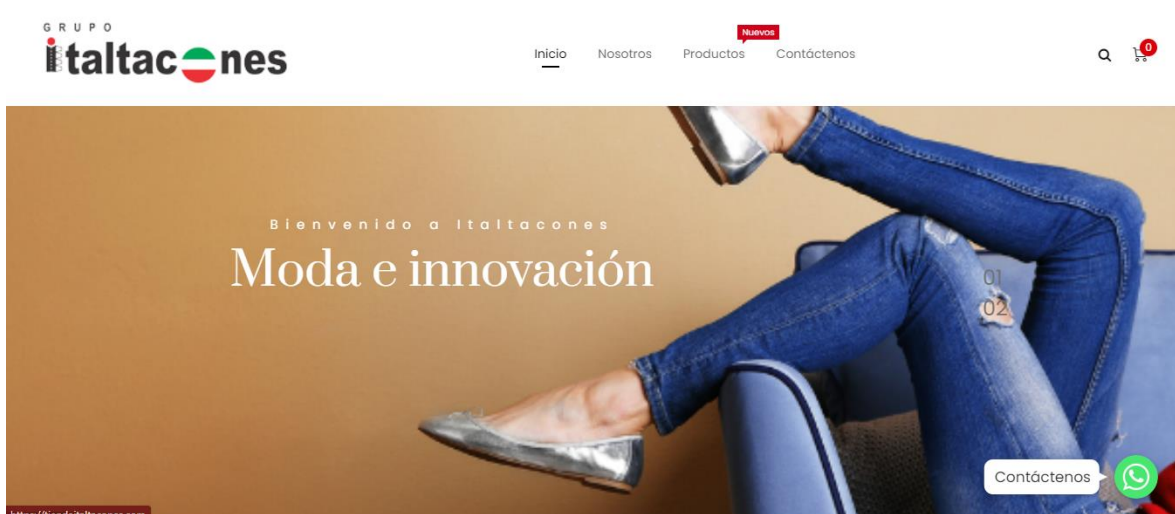 GRUPO
italtacones
Nuevos
Inicio Nosotros Productos Contáctenos
0
Bienvenido a Italtacones
Moda e innovación
01
02
Contáctenos